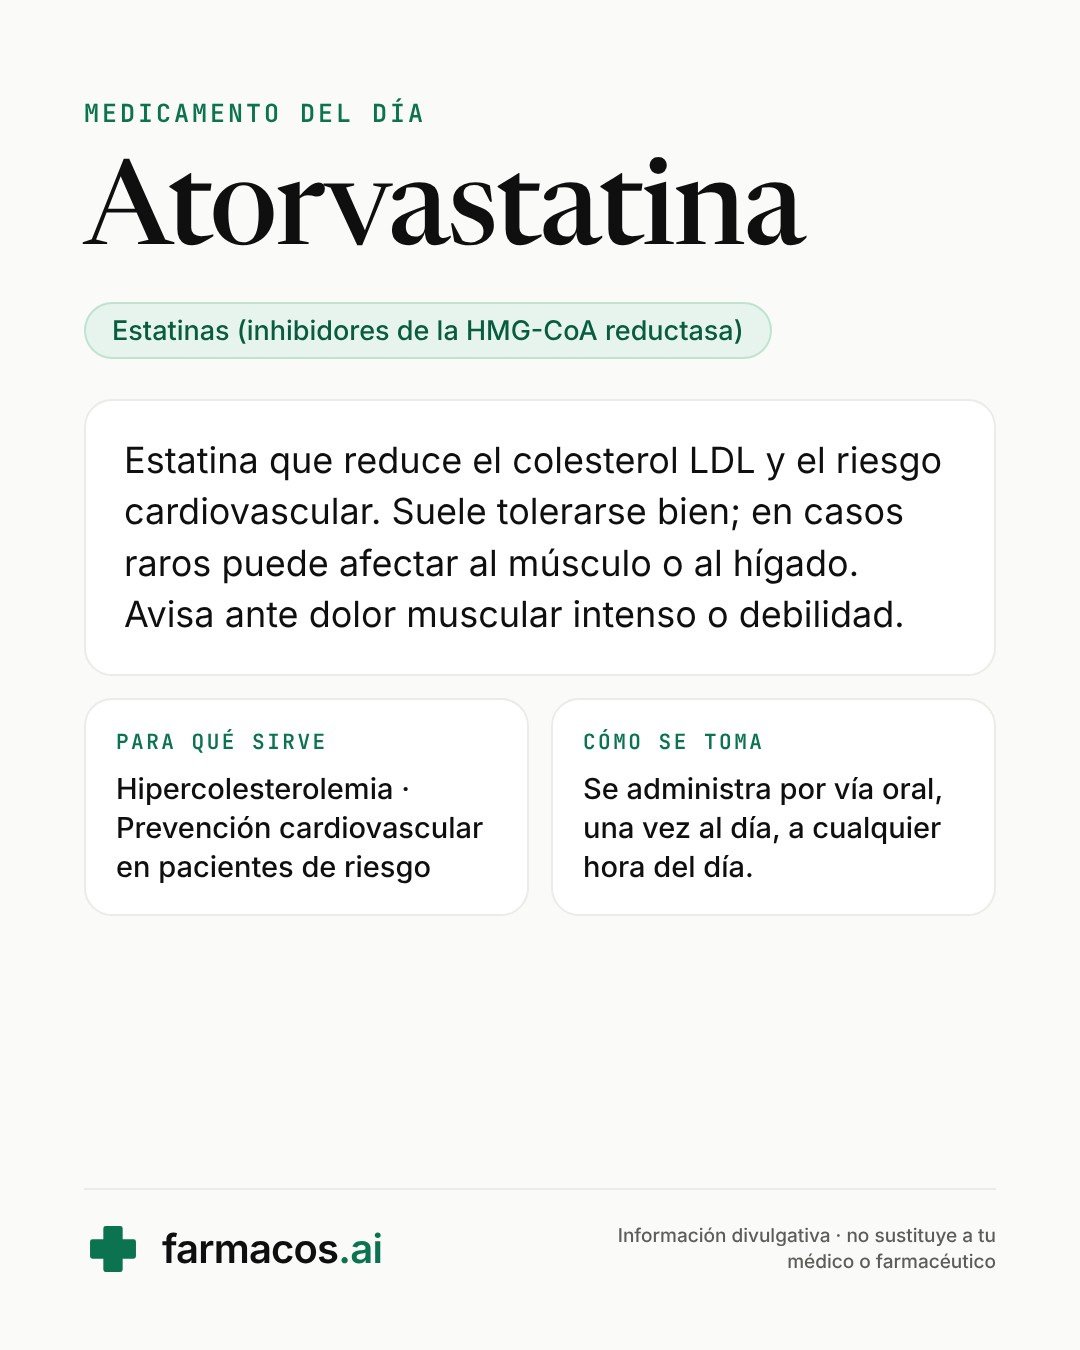 MEDICAMENTO DEL DÍA
Atorvastatina
Estatinas (inhibidores de la HMG-CoA reductasa)
Estatina que reduce el colesterol LDL y el riesgo
cardiovascular. Suele tolerarse bien; en casos
raros puede afectar al músculo o al hígado.
Avisa ante dolor muscular intenso o debilidad.
PARA QUÉ SIRVE
Hipercolesterolemia ·
Prevención cardiovascular
en pacientes de riesgo
CÓMO SE TOMA
Se administra por vía oral,
una vez al día, a cualquier
hora del día.
farmacos.ai
Información divulgativa · no sustituye a tu
médico o farmacéutico